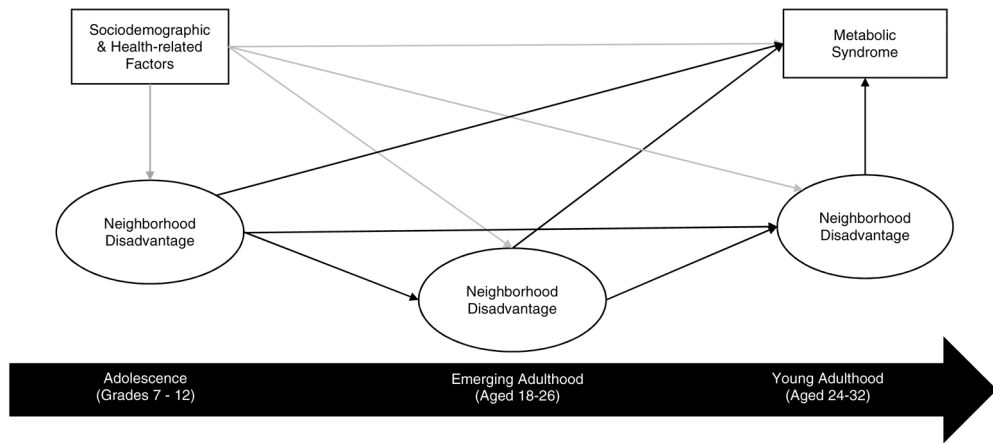 Sociodemographic
& Health-related
Factors
Metabolic
Syndrome
Neighborhood
Disadvantage
Neighborhood
Disadvantage
Neighborhood
Disadvantage
Adolescence
(Grades 7 - 12)
Emerging Adulthood
(Aged 18-26)
Young Adulthood
(Aged 24-32)